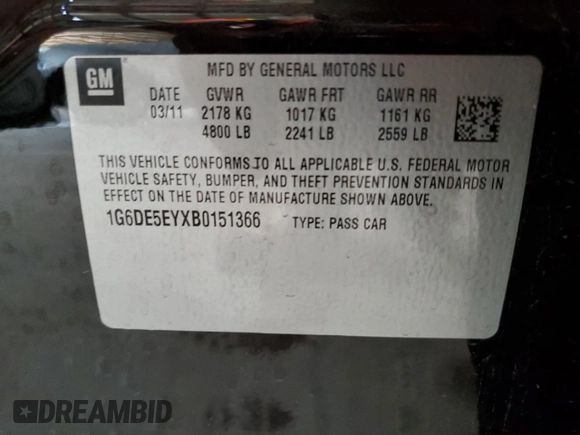 GM
MFD BY GENERAL MOTORS LLC
DATE GVWR GAWR FRT GAWR RR
03/11 2178 KG 1017 KG 1161 KG
4800 LB 2241 LB 2559 LB
THIS VEHICLE CONFORMS TO ALL APPLICABLE U.S. FEDERAL MOTOR
VEHICLE SAFETY, BUMPER, AND THEFT PREVENTION STANDARDS IN
EFFECT ON THE DATE OF MANUFACTURE SHOWN ABOVE.
1G6DE5EYXB0151366 TYPE: PASS CAR
DREAMBID